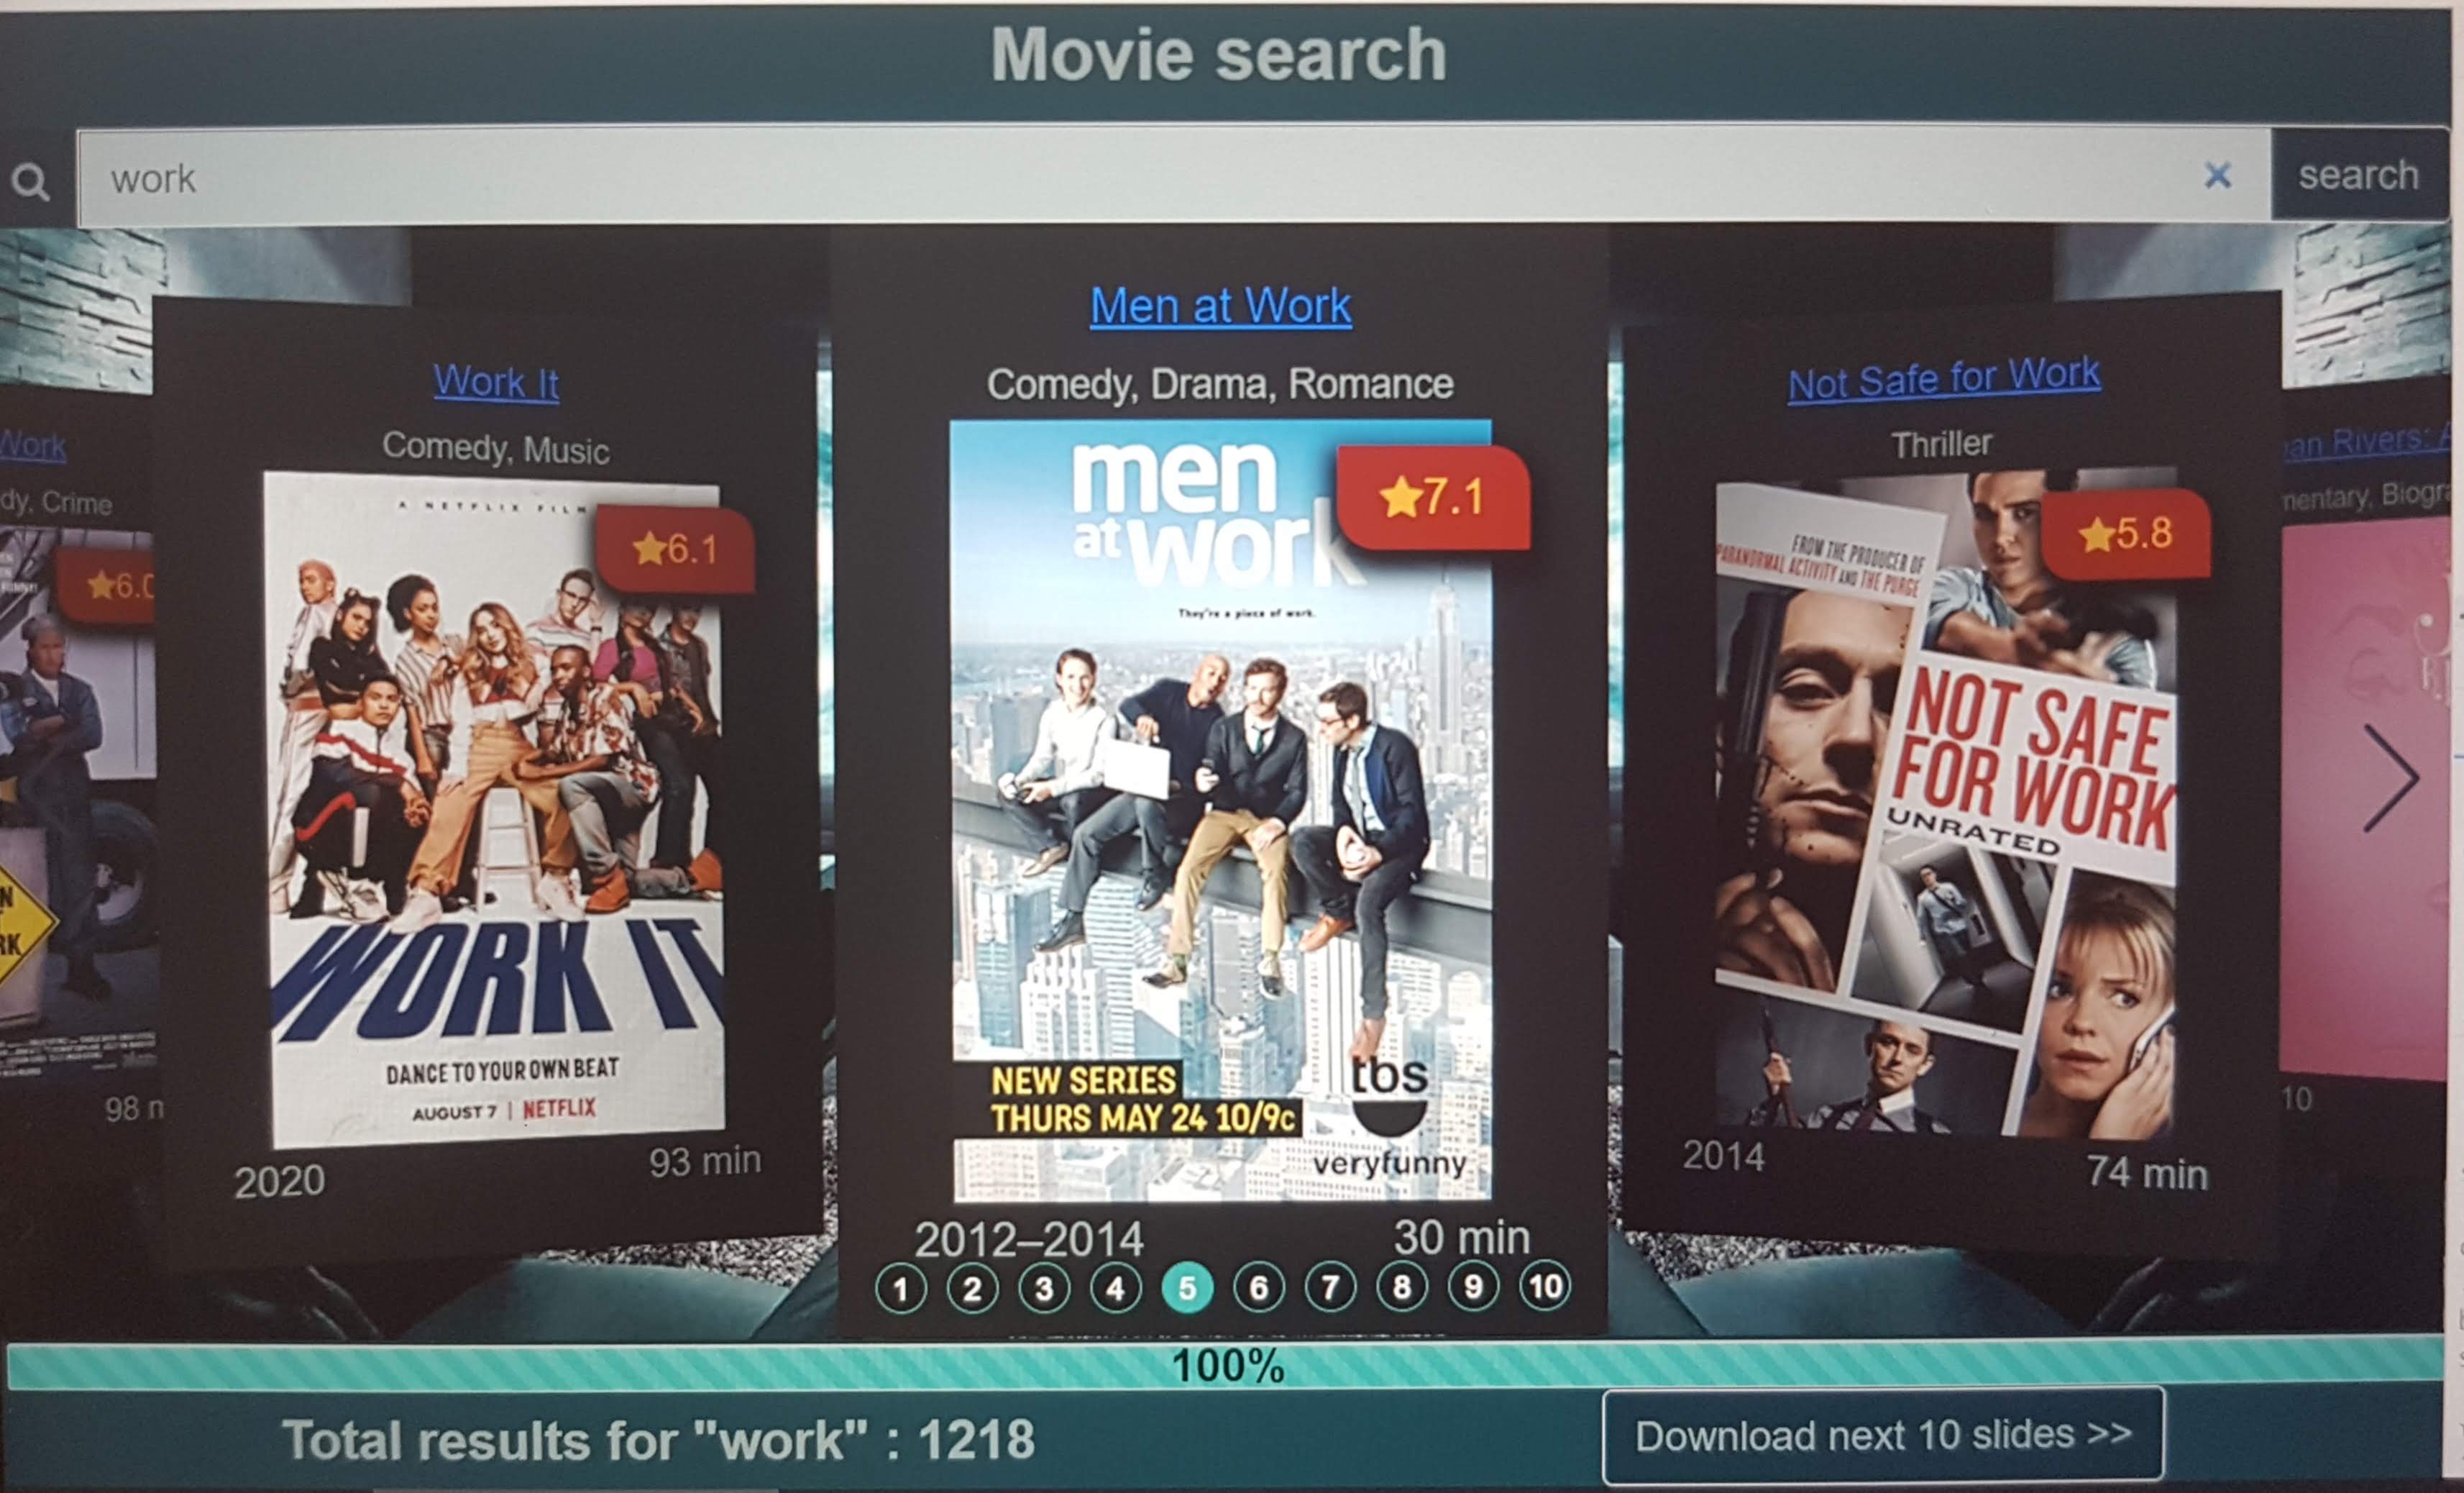 Movie search
work
×
search
Work
dy, Crime
6.0
98 m
Work It
Comedy, Music
A NETFLIX FILM
6.1
WORK IT
DANCE TO YOUR OWN BEAT
AUGUST 7 | NETFLIX
2020
93 min
Men at Work
Comedy, Drama, Romance
men
at work
7.1
They're a piece of work.
NEW SERIES
THURS MAY 24 10/9c
tbs
veryfunny
2012–2014
30 min
Not Safe for Work
Thriller
FROM THE PRODUCER OF
PARANORMAL ACTIVITY AND THE PURGE
5.8
NOT SAFE
FOR WORK
UNRATED
2014
74 min
an Rivers: A
mentary, Biogra
10
1 2 3 4 5 6 7 8 9 10
100%
Total results for "work" : 1218
Download next 10 slides >>